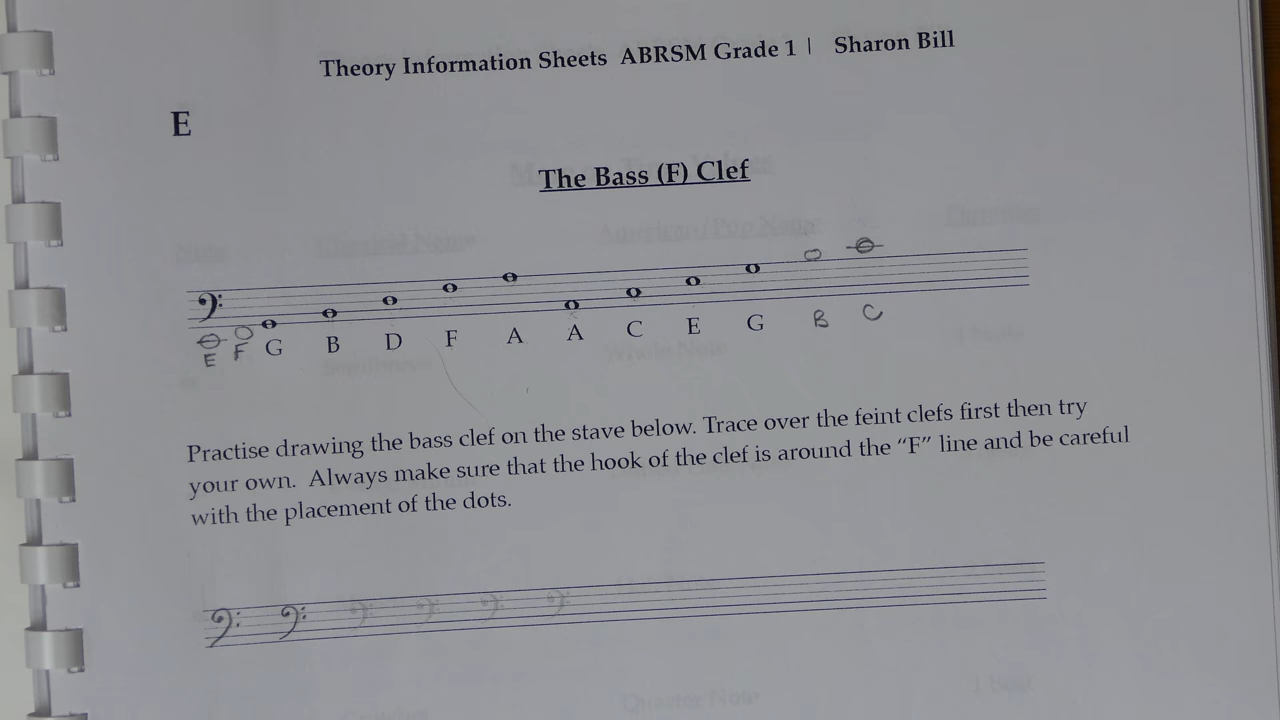 Theory Information Sheets ABRSM Grade 1 | Sharon Bill
E
The Bass (F) Clef
E F G B D F A A C E G B C
Practise drawing the bass clef on the stave below. Trace over the feint clefs first then try
your own. Always make sure that the hook of the clef is around the “F” line and be careful
with the placement of the dots.
Quarter Note